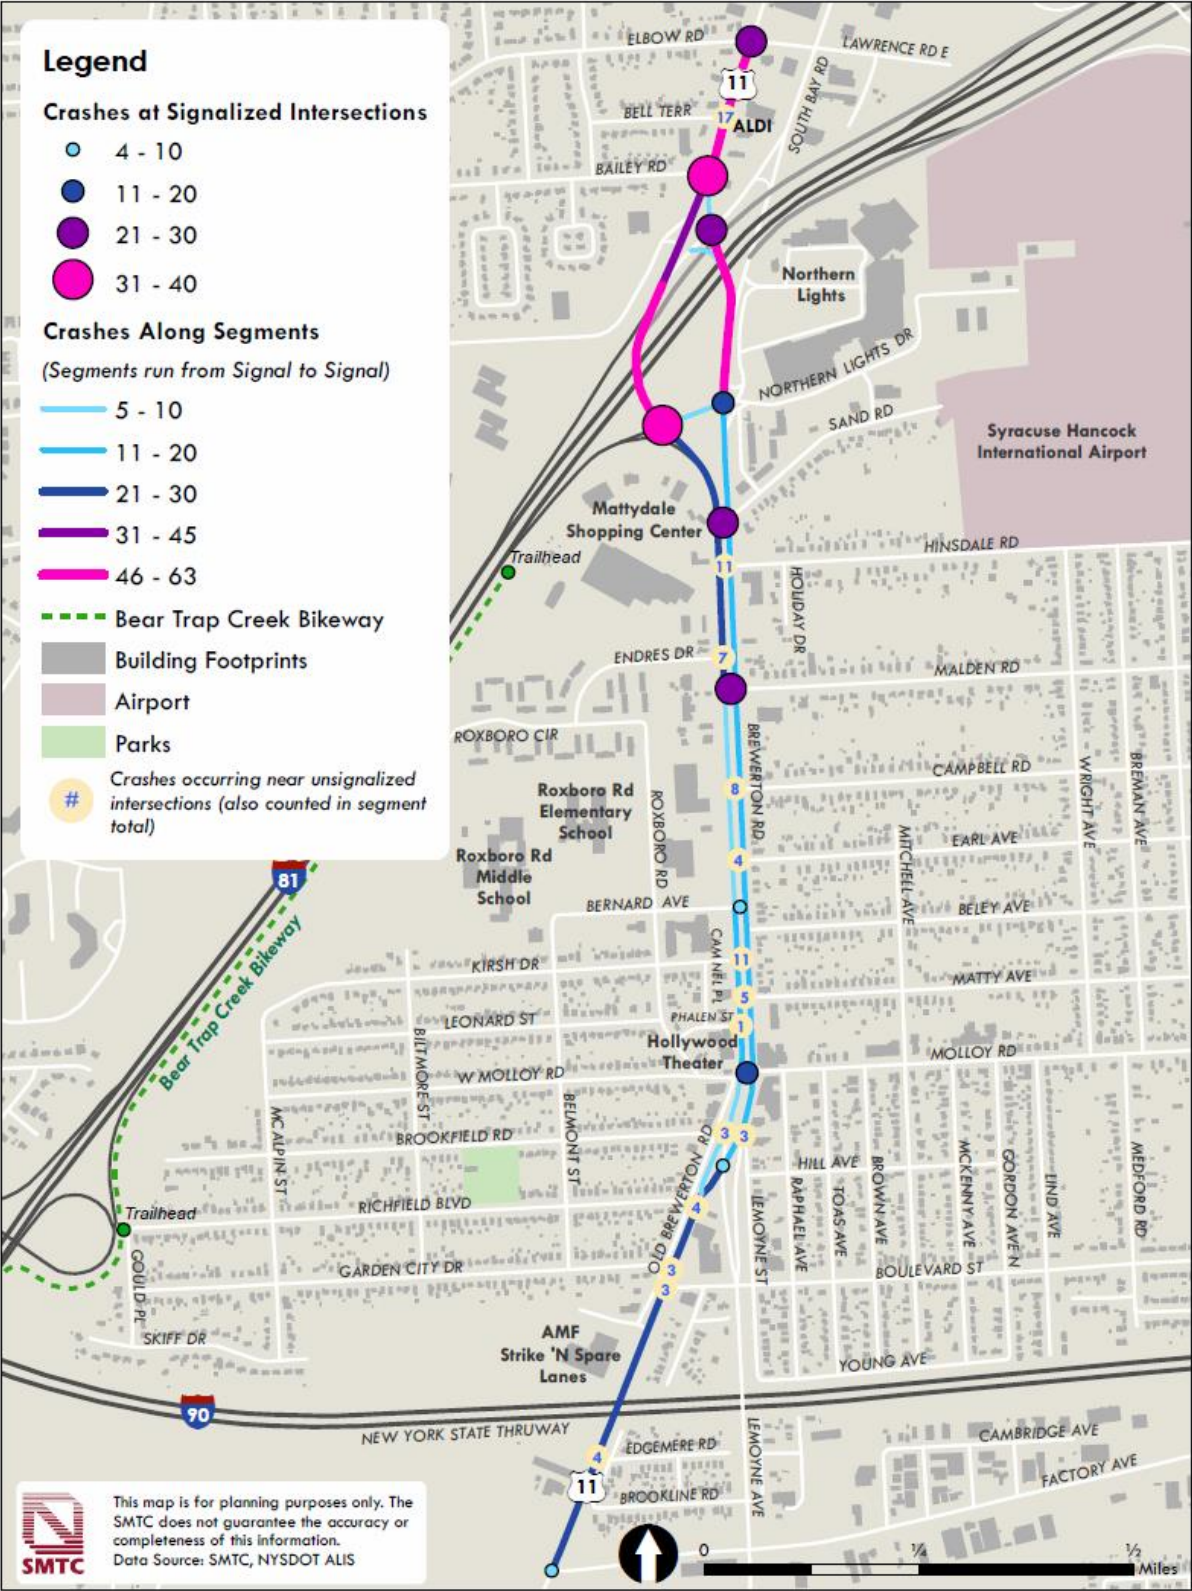 Legend
Crashes at Signalized Intersections
4 - 10
11 - 20
21 - 30
31 - 40
Crashes Along Segments
(Segments run from Signal to Signal)
5 - 10
11 - 20
21 - 30
31 - 45
46 - 63
Bear Trap Creek Bikeway
Building Footprints
Airport
Parks
#
Crashes occurring near unsignalized
intersections (also counted in segment
total)
ELBOW RD
LAWRENCE RD E
11
SOUTH BAY RD
BELL TERR
17
ALDI
BAILEY RD
Northern
Lights
NORTHERN LIGHTS DR
SAND RD
Syracuse Hancock
International Airport
Mattydale
Shopping Center
HINSDALE RD
Trailhead
11
HOLIDAY DR
ENDRES DR
7
MALDEN RD
ROXBORO CIR
BREWERTON RD
CAMPBELL RD
WRIGHT AVE
BREMAN AVE
8
Roxboro Rd
Elementary
School
ROXBORO RD
EARL AVE
MITCHELL AVE
4
Roxboro Rd
Middle
School
81
BERNARD AVE
BELEY AVE
CAM NEL PL
Bear Trap Creek Bikeway
KIRSH DR
11
MATTY AVE
5
LEONARD ST
PHALEN ST
1
BILTMORE ST
Hollywood
Theater
MOLLOY RD
W MOLLOY RD
MC ALPIN ST
BELMONT ST
BROOKFIELD RD
3
3
OLD BREWERTON RD
HILL AVE
RAPHAEL AVE
TOAS AVE
BROWN AVE
MCKENNY AVE
GORDON AVE N
LIND AVE
MEDFORD RD
LEMOYNE ST
RICHFIELD BLVD
4
Trailhead
GOULD PL
GARDEN CITY DR
3
3
BOULEVARD ST
SKIFF DR
AMF
Strike 'N Spare
Lanes
YOUNG AVE
90
NEW YORK STATE THRUWAY
4
EDGEMERE RD
LEMOYNE AVE
CAMBRIDGE AVE
FACTORY AVE
11
BROOKLINE RD
SMTC
This map is for planning purposes only. The
SMTC does not guarantee the accuracy or
completeness of this information.
Data Source: SMTC, NYSDOT ALIS
0
¼
½
Miles